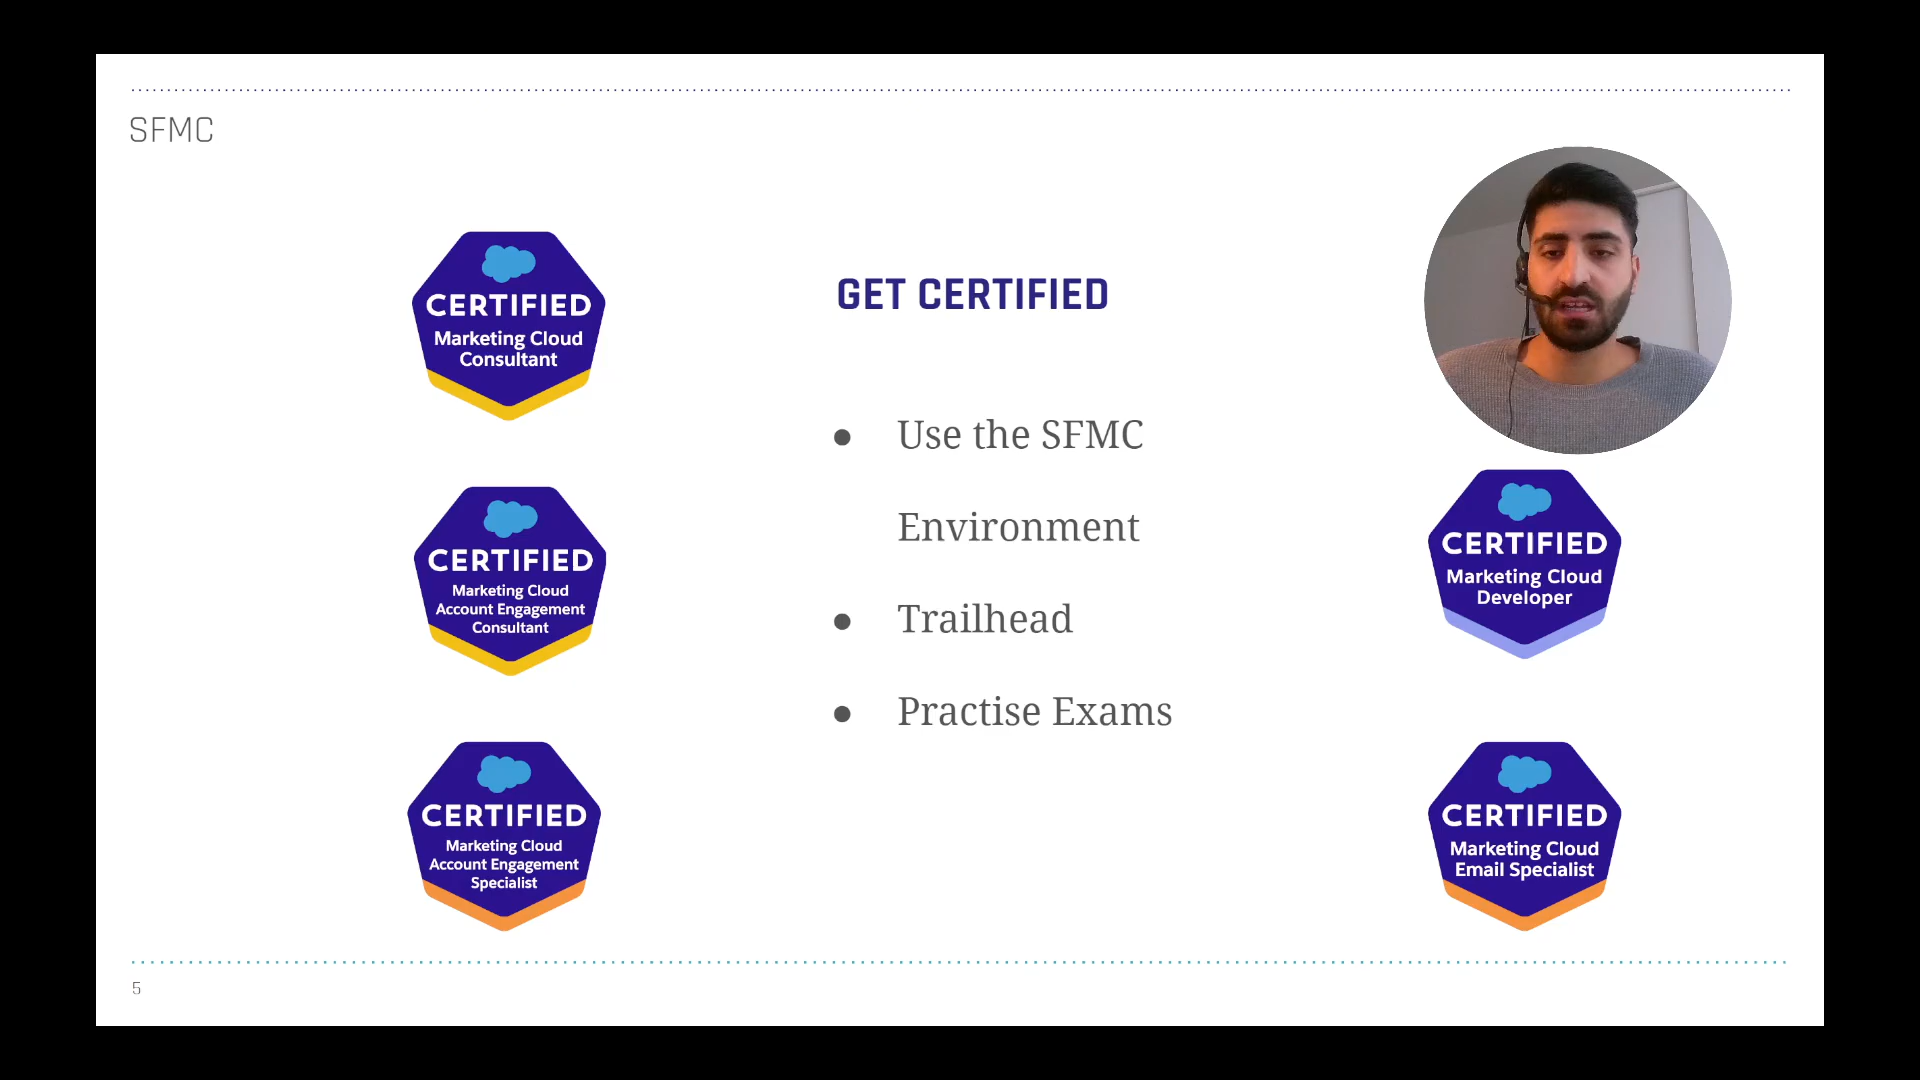 SFMC
CERTIFIED
Marketing Cloud
Consultant
CERTIFIED
Marketing Cloud
Account Engagement
Consultant
CERTIFIED
Marketing Cloud
Account Engagement
Specialist
GET CERTIFIED
● Use the SFMC
Environment
● Trailhead
● Practise Exams
CERTIFIED
Marketing Cloud
Developer
CERTIFIED
Marketing Cloud
Email Specialist
5